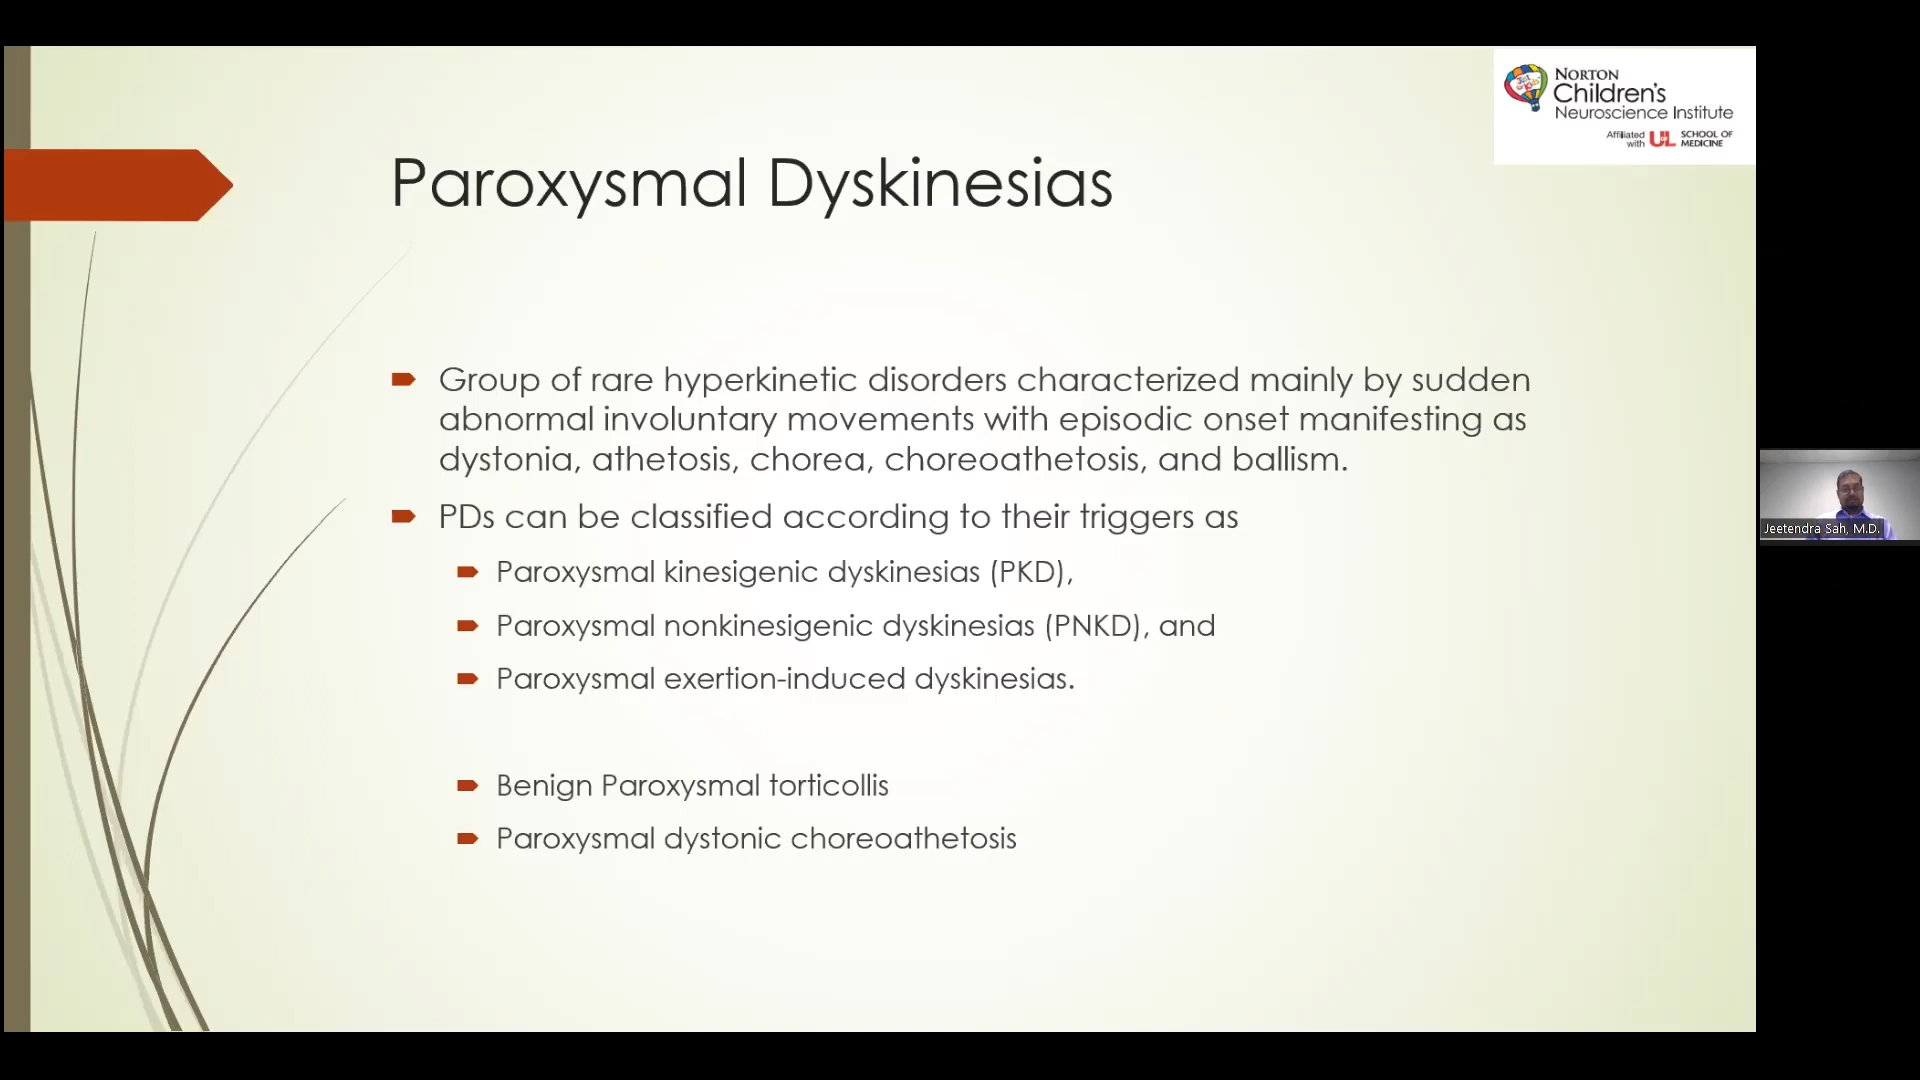 NORTON
Children's
Neuroscience Institute
Affiliated with UL SCHOOL OF MEDICINE
Paroxysmal Dyskinesias
Group of rare hyperkinetic disorders characterized mainly by sudden
abnormal involuntary movements with episodic onset manifesting as
dystonia, athetosis, chorea, choreoathetosis, and ballism.
PDs can be classified according to their triggers as
Paroxysmal kinesigenic dyskinesias (PKD),
Paroxysmal nonkinesigenic dyskinesias (PNKD), and
Paroxysmal exertion-induced dyskinesias.
Benign Paroxysmal torticollis
Paroxysmal dystonic choreoathetosis
Jeetendra Sah, M.D.